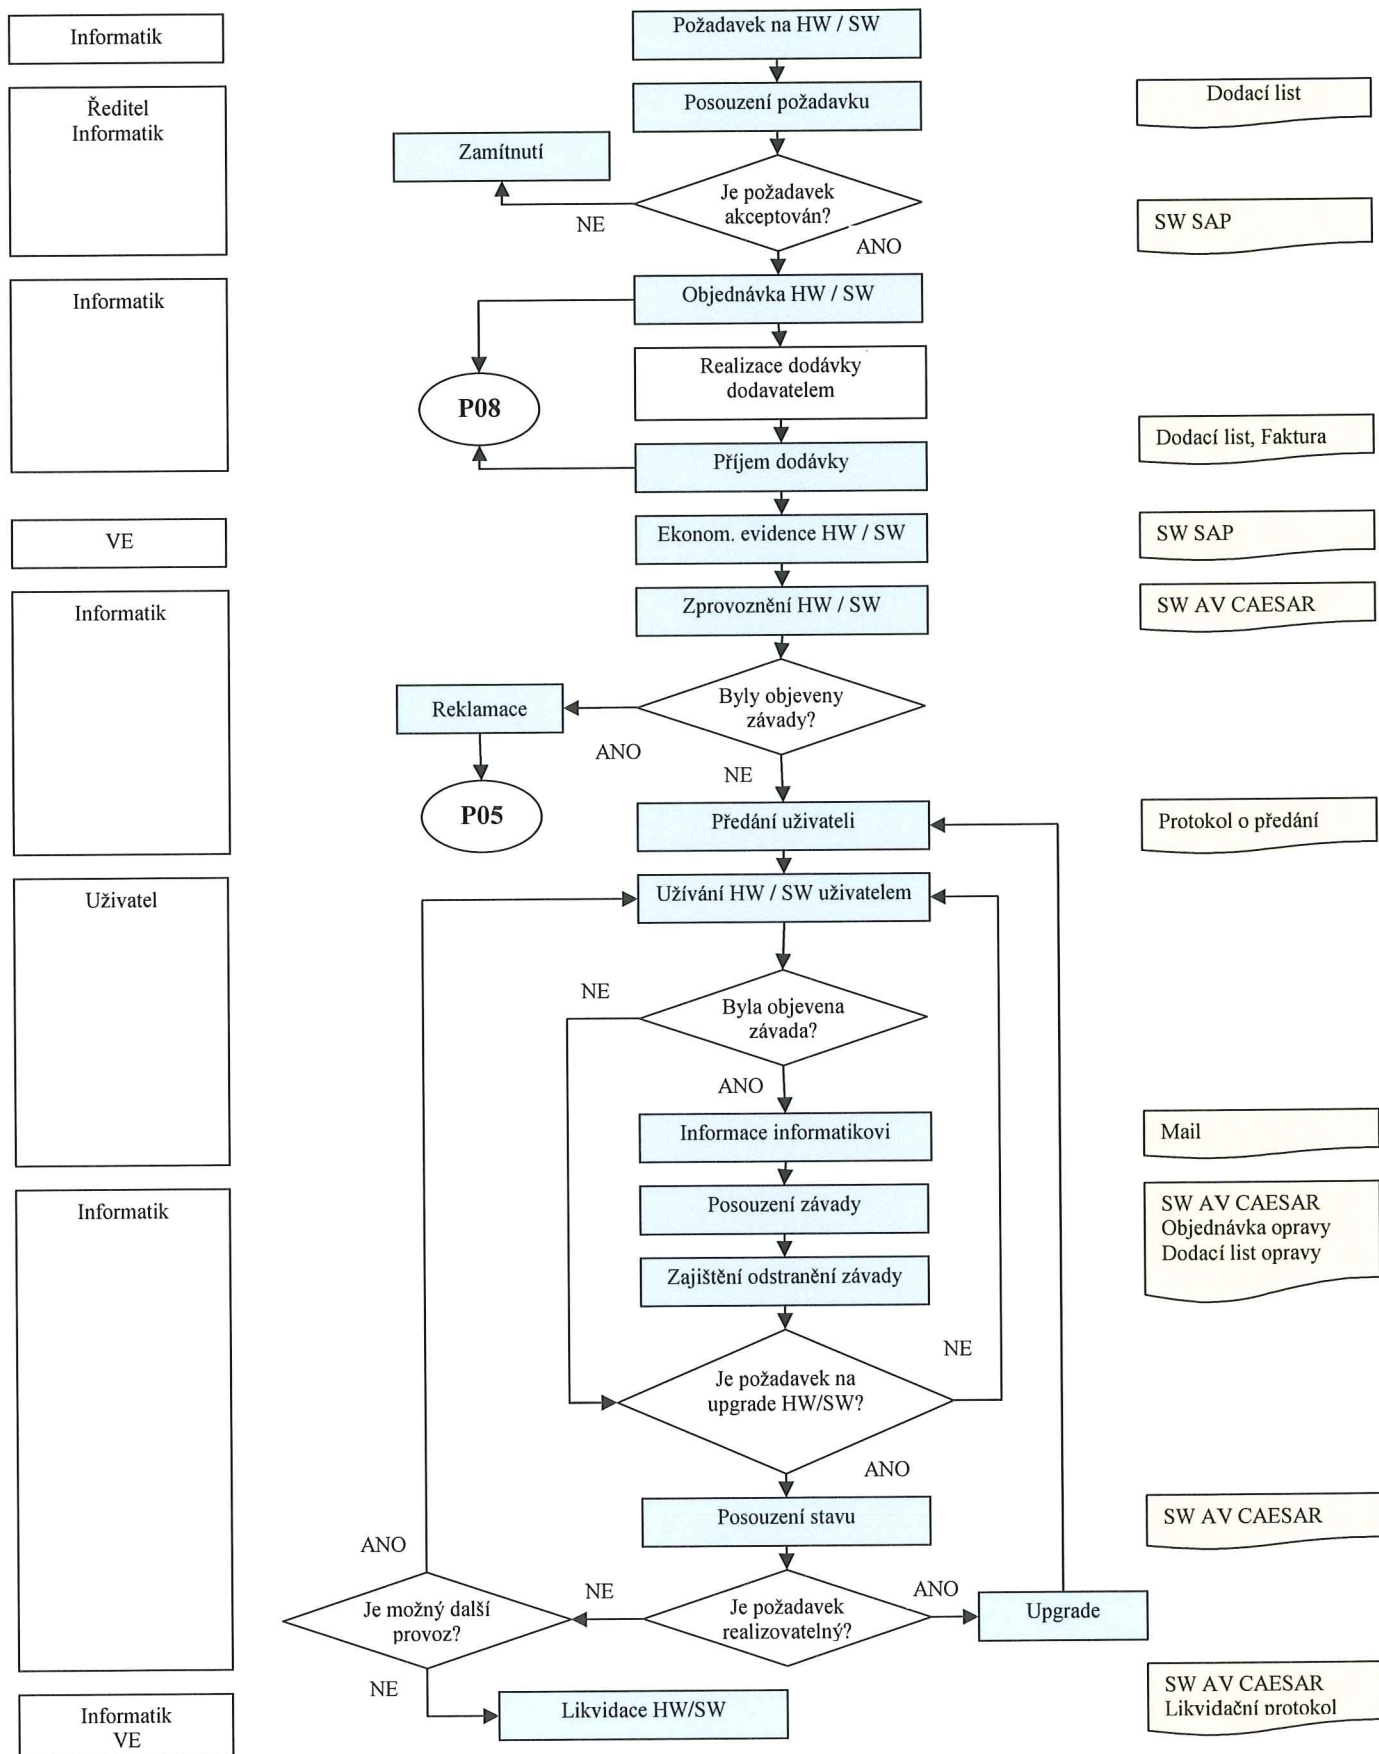 Informatik
Požadavek na HW / SW
Ředitel
Informatik
Posouzení požadavku
Dodací list
Zamítnutí
Je požadavek
akceptován?
NE
ANO
SW SAP
Informatik
Objednávka HW / SW
Realizace dodávky
dodavatelem
P08
Dodací list, Faktura
Příjem dodávky
VE
Ekonom. evidence HW / SW
SW SAP
Informatik
Zprovoznění HW / SW
SW AV CAESAR
Byly objeveny
závady?
Reklamace
ANO
NE
P05
Předání uživateli
Protokol o předání
Uživatel
Užívání HW / SW uživatelem
NE
Byla objevena
závada?
ANO
Informace informatikovi
Mail
Informatik
Posouzení závady
SW AV CAESAR
Objednávka opravy
Dodací list opravy
Zajištění odstranění závady
NE
Je požadavek na
upgrade HW/SW?
ANO
Posouzení stavu
SW AV CAESAR
ANO
Je možný další
provoz?
NE
Je požadavek
realizovatelný?
ANO
Upgrade
NE
Likvidace HW/SW
SW AV CAESAR
Likvidační protokol
Informatik
VE